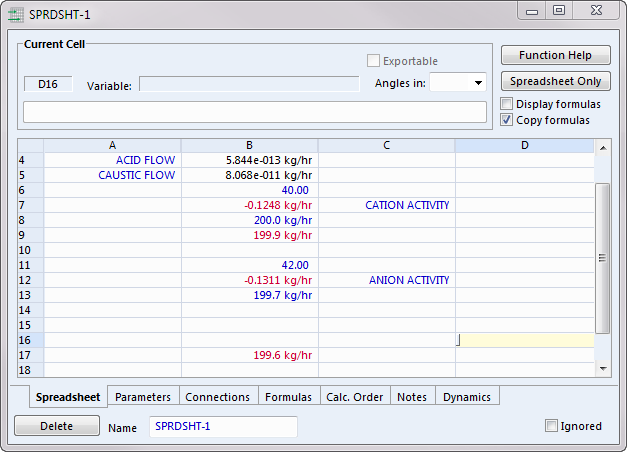 SPRDSHT-1
Current Cell
Exportable
Function Help
D16 Variable: Angles in:
Spreadsheet Only
Display formulas
Copy formulas
A B C D
4 ACID FLOW 5.844e-013 kg/hr
5 CAUSTIC FLOW 8.068e-011 kg/hr
6 40.00
7 -0.1248 kg/hr CATION ACTIVITY
8 200.0 kg/hr
9 199.9 kg/hr
10
11 42.00
12 -0.1311 kg/hr ANION ACTIVITY
13 199.7 kg/hr
14
15
16
17 199.6 kg/hr
18
Spreadsheet Parameters Connections Formulas Calc. Order Notes Dynamics
Delete Name SPRDSHT-1 Ignored